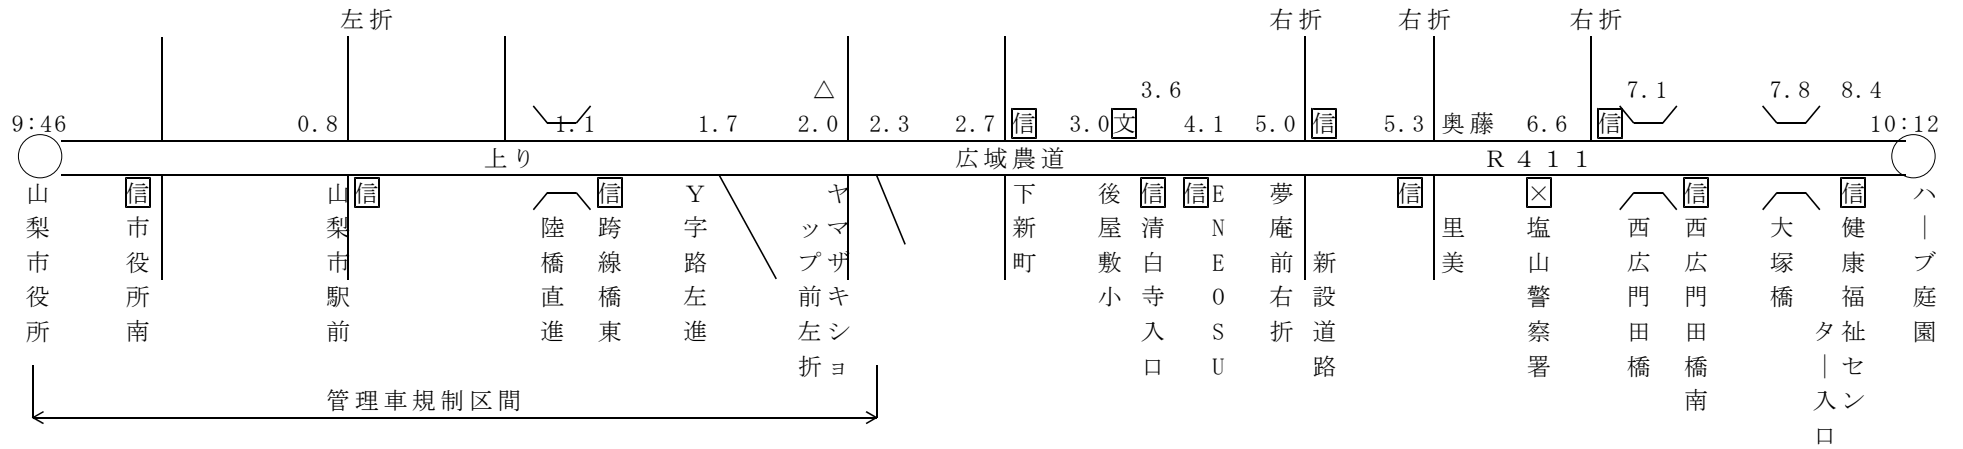 左折
右折
右折
右折
3.6
7.1
7.8
8.4
△
9:46
0.8
1.1
1.7
2.0
2.3
2.7
信
3.0
文
4.1
5.0
信
5.3
奥藤
6.6
信
10:12
上り
広域農道
R411
山梨市役所
信
市役所南
山梨市駅前
信
陸橋直進
信
跨線橋東
Y字路左進
ヤマザキショ
ップ前左折
下新町
後屋敷小
信
清白寺入口
信
ENEOSU
夢庵前右折
新設道路
信
里美
×
塩山警察署
西広門田橋
信
西広門田橋南
大塚橋
信
健康福祉セン
ター入口
ハーブ庭園
管理車規制区間